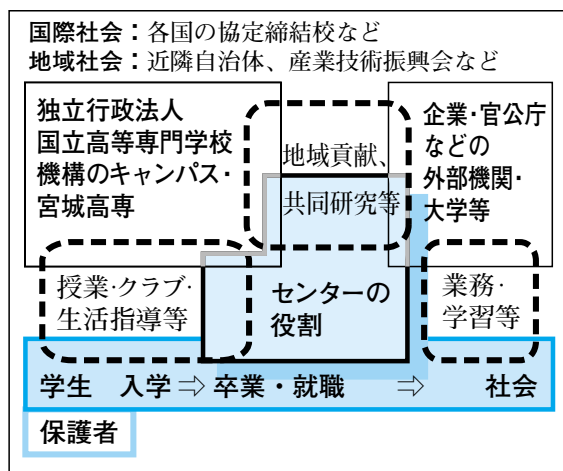 国際社会：各国の協定締結校など
地域社会：近隣自治体、産業技術振興会など
独立行政法人
国立高等専門学校
機構のキャンパス・
宮城高専
地域貢献、
共同研究等
企業・官公庁
などの
外部機関・
大学等
授業・クラブ・
生活指導等
センターの
役割
業務・
学習等
学生　入学⇒卒業・就職　⇒　社会
保護者